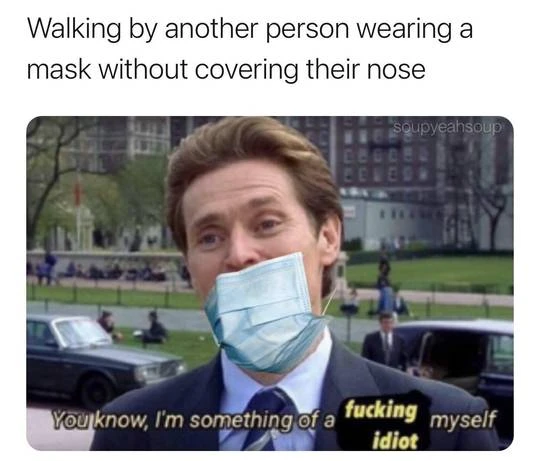 Walking by another person wearing a
mask without covering their nose
soupyeahsoup
You know, I'm something of a fucking idiot myself